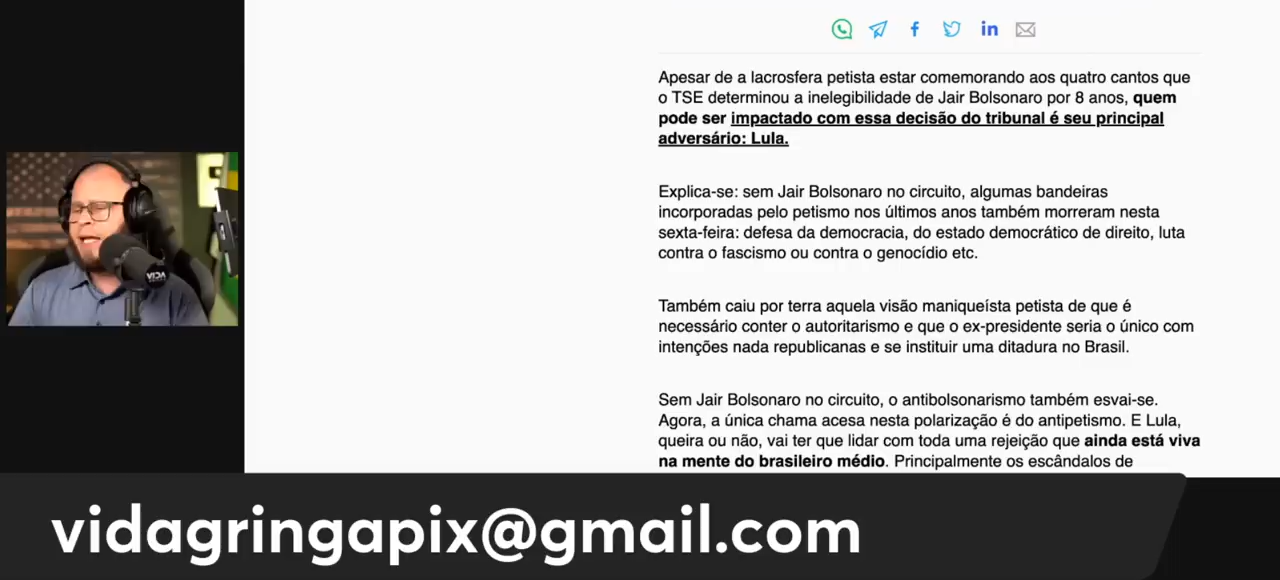 Apesar de a lacrosfera petista estar comemorando aos quatro cantos que
o TSE determinou a inelegibilidade de Jair Bolsonaro por 8 anos, quem
pode ser impactado com essa decisão do tribunal é seu principal
adversário: Lula.
Explica-se: sem Jair Bolsonaro no circuito, algumas bandeiras
incorporadas pelo petismo nos últimos anos também morreram nesta
sexta-feira: defesa da democracia, do estado democrático de direito, luta
contra o fascismo ou contra o genocídio etc.
Também caiu por terra aquela visão maniqueísta petista de que é
necessário conter o autoritarismo e que o ex-presidente seria o único com
intenções nada republicanas e se instituir uma ditadura no Brasil.
Sem Jair Bolsonaro no circuito, o antibolsonarismo também esvai-se.
Agora, a única chama acesa nesta polarização é do antipetismo. E Lula,
queira ou não, vai ter que lidar com toda uma rejeição que ainda está viva
na mente do brasileiro médio. Principalmente os escândalos de
VIDA
vidagringapix@gmail.com